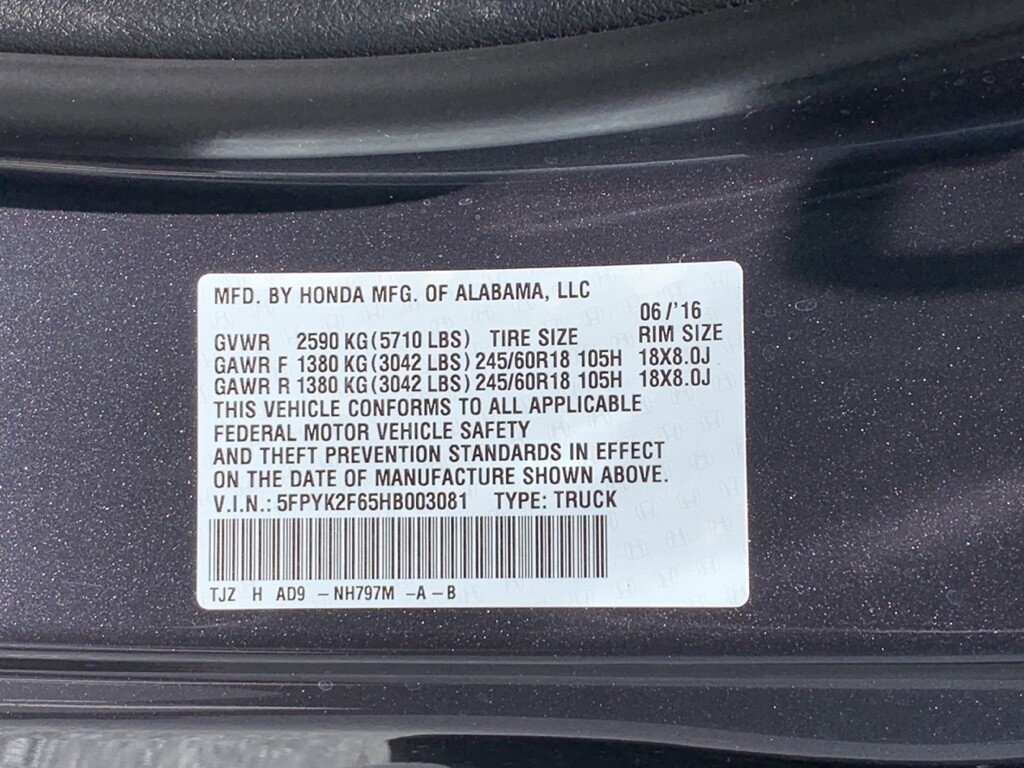 MFD. BY HONDA MFG. OF ALABAMA, LLC
06/'16
GVWR 2590 KG(5710 LBS) TIRE SIZE RIM SIZE
GAWR F 1380 KG(3042 LBS) 245/60R18 105H 18X8.0J
GAWR R 1380 KG(3042 LBS) 245/60R18 105H 18X8.0J
THIS VEHICLE CONFORMS TO ALL APPLICABLE
FEDERAL MOTOR VEHICLE SAFETY
AND THEFT PREVENTION STANDARDS IN EFFECT
ON THE DATE OF MANUFACTURE SHOWN ABOVE.
V.I.N.: 5FPYK2F65HB003081 TYPE: TRUCK
TJZ H AD9 -NH797M -A-B